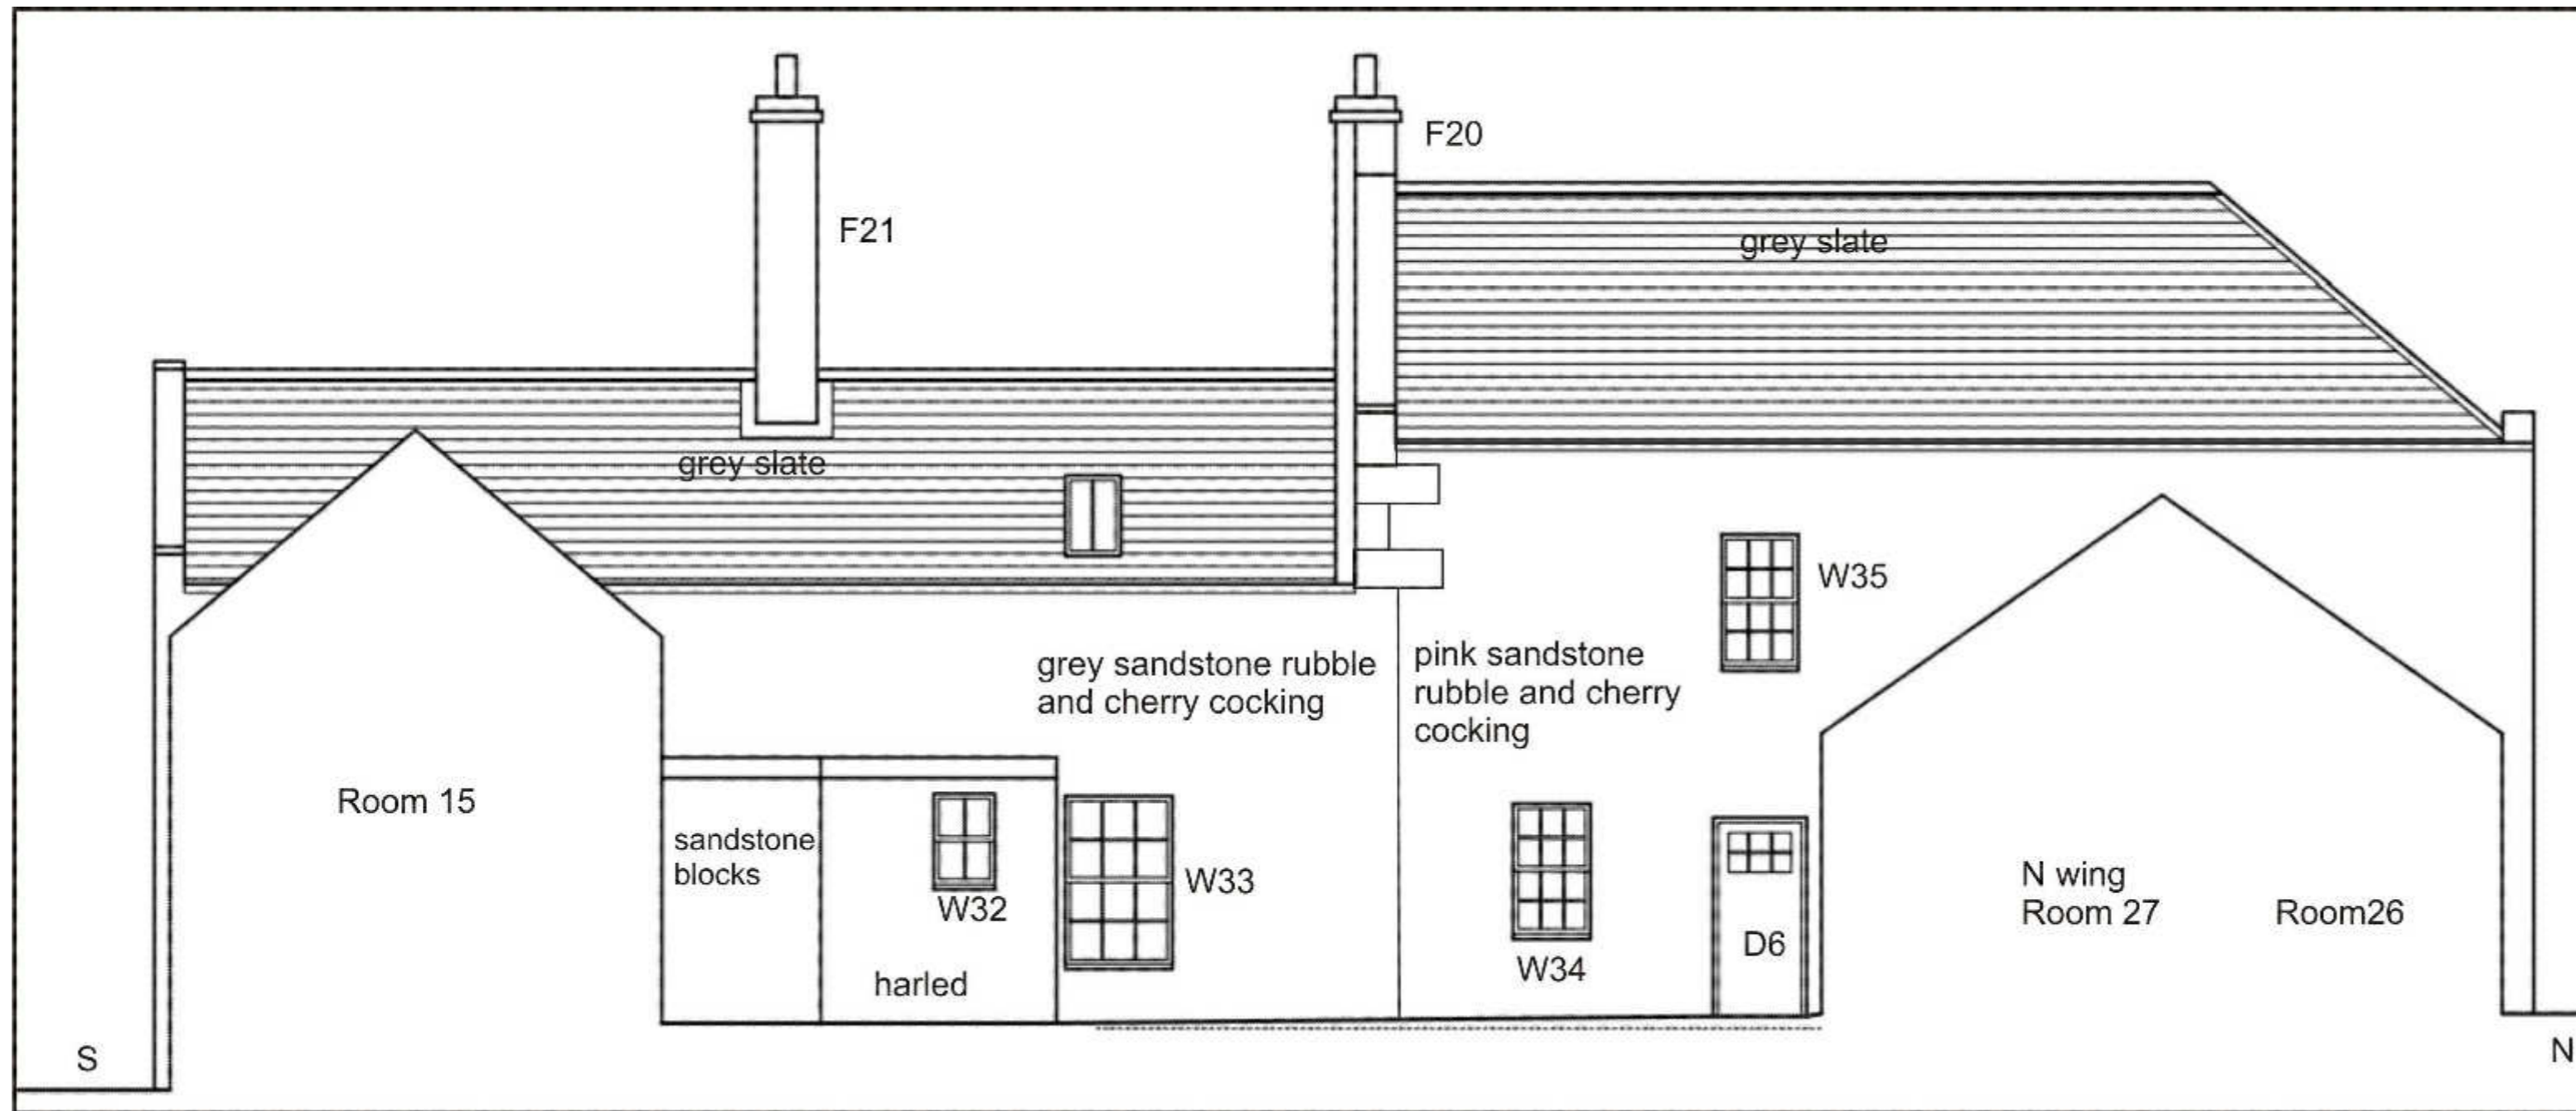 F20
F21
grey slate
grey slate
W35
grey sandstone rubble
and cherry cocking
pink sandstone
rubble and cherry
cocking
Room 15
sandstone
blocks
W32
W33
harled
W34
D6
N wing
Room 27
Room26
S
N